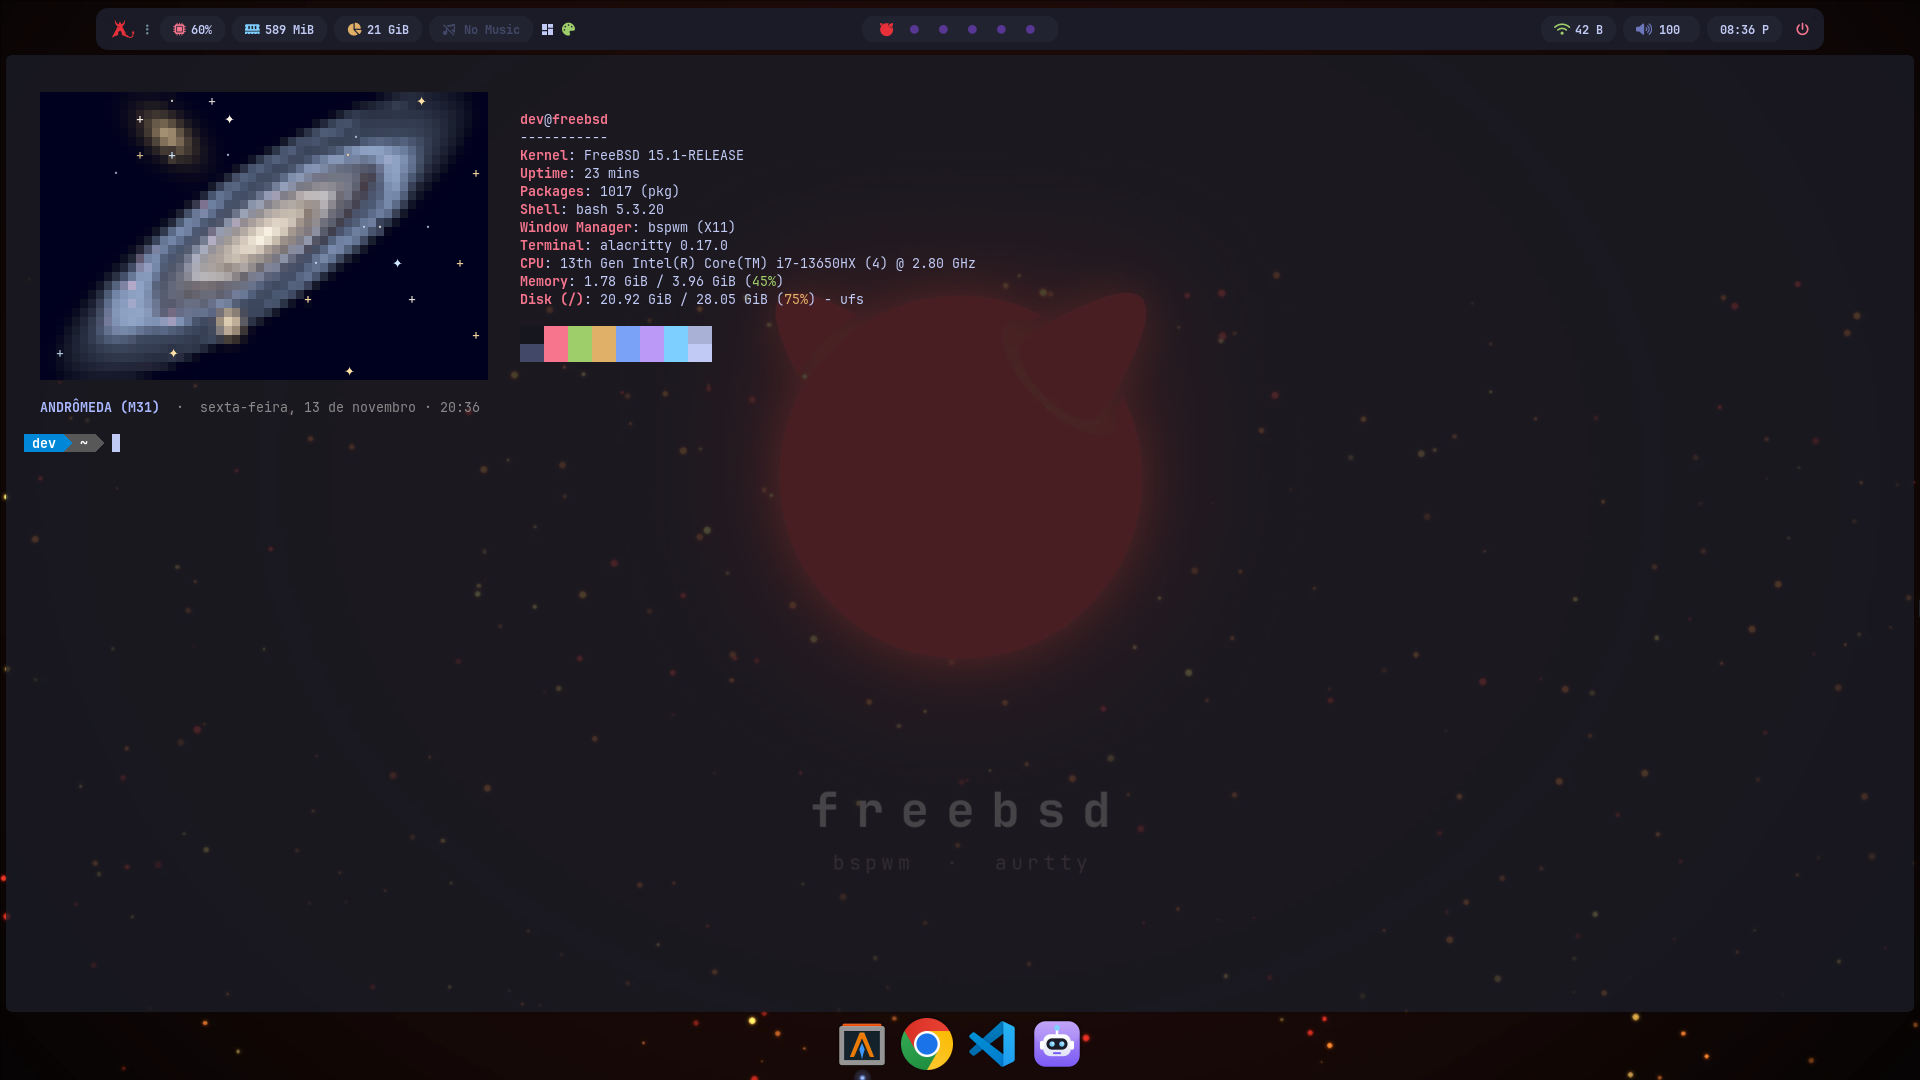 60% 589 MiB 21 GiB No Music 42 B 100 08:36 P
dev@freebsd
-----------
Kernel: FreeBSD 15.1-RELEASE
Uptime: 23 mins
Packages: 1017 (pkg)
Shell: bash 5.3.20
Window Manager: bspwm (X11)
Terminal: alacritty 0.17.0
CPU: 13th Gen Intel(R) Core(TM) i7-13650HX (4) @ 2.80 GHz
Memory: 1.78 GiB / 3.96 GiB (45%)
Disk (/): 20.92 GiB / 28.05 GiB (75%) - ufs
ANDRÔMEDA (M31) · sexta-feira, 13 de novembro · 20:36
dev ~
freebsd
bspwm · aurtty